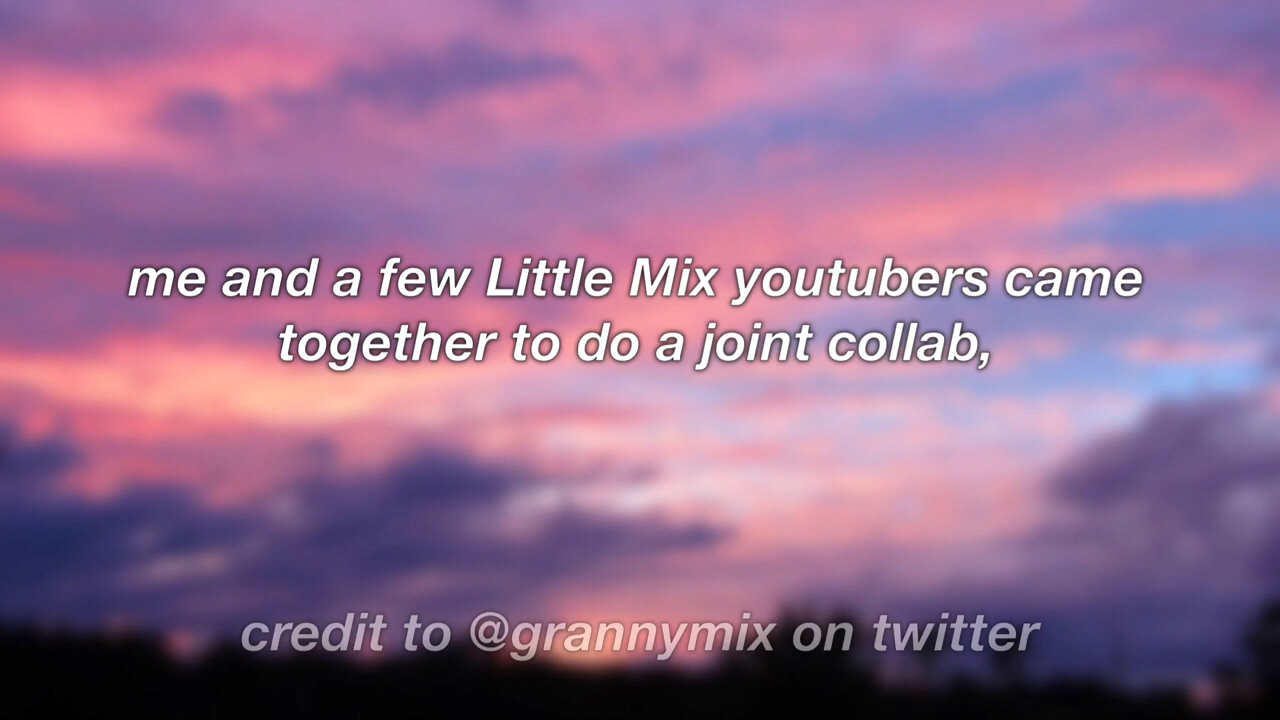 me and a few Little Mix youtubers came
together to do a joint collab,
credit to @grannymix on twitter